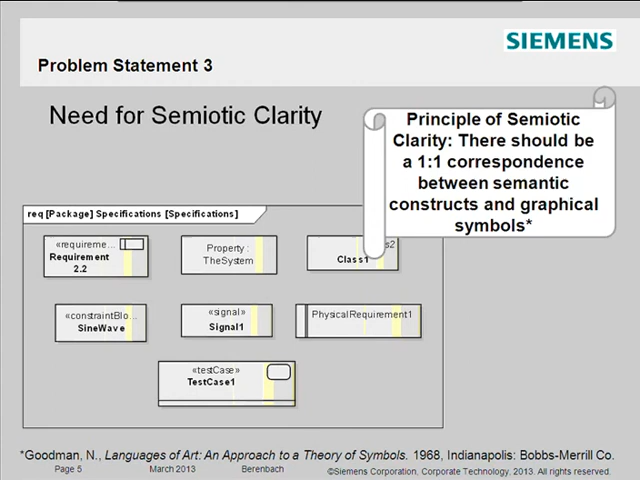 SIEMENS
Problem Statement 3
Need for Semiotic Clarity
Principle of Semiotic
Clarity: There should be
a 1:1 correspondence
between semantic
constructs and graphical
symbols*
req [Package] Specifications [Specifications]
«requireme...
Requirement
2.2
Property :
TheSystem
s2
Class1
«constraintBlo...
SineWave
«signal»
Signal1
PhysicalRequirement1
«testCase»
TestCase1
*Goodman, N., Languages of Art: An Approach to a Theory of Symbols. 1968, Indianapolis: Bobbs-Merrill Co.
Page 5 March 2013 Berenbach ©Siemens Corporation, Corporate Technology, 2013. All rights reserved.